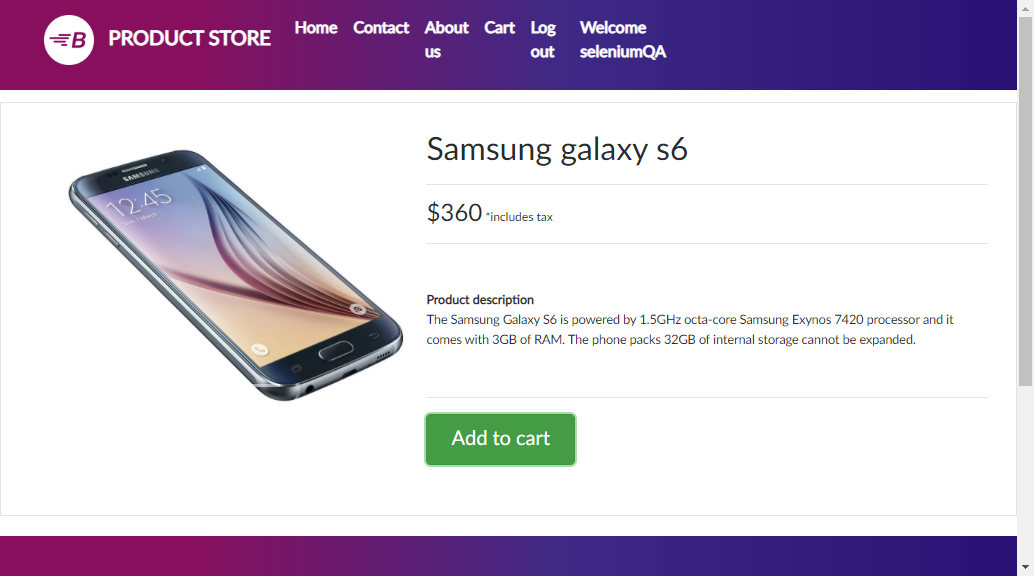 B PRODUCT STORE Home Contact About us Cart Log out Welcome seleniumQA
SAMSUNG
12:45
Samsung galaxy s6
$360 *includes tax
Product description
The Samsung Galaxy S6 is powered by 1.5GHz octa-core Samsung Exynos 7420 processor and it
comes with 3GB of RAM. The phone packs 32GB of internal storage cannot be expanded.
Add to cart